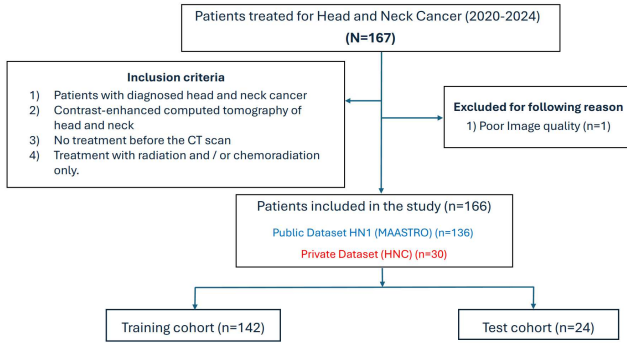 Patients treated for Head and Neck Cancer (2020-2024)
(N=167)
Inclusion criteria
1) Patients with diagnosed head and neck cancer
2) Contrast-enhanced computed tomography of
head and neck
3) No treatment before the CT scan
4) Treatment with radiation and / or chemoradiation
only.
Excluded for following reason
1) Poor Image quality (n=1)
Patients included in the study (n=166)
Public Dataset HN1 (MAASTRO) (n=136)
Private Dataset (HNC) (n=30)
Training cohort (n=142)
Test cohort (n=24)